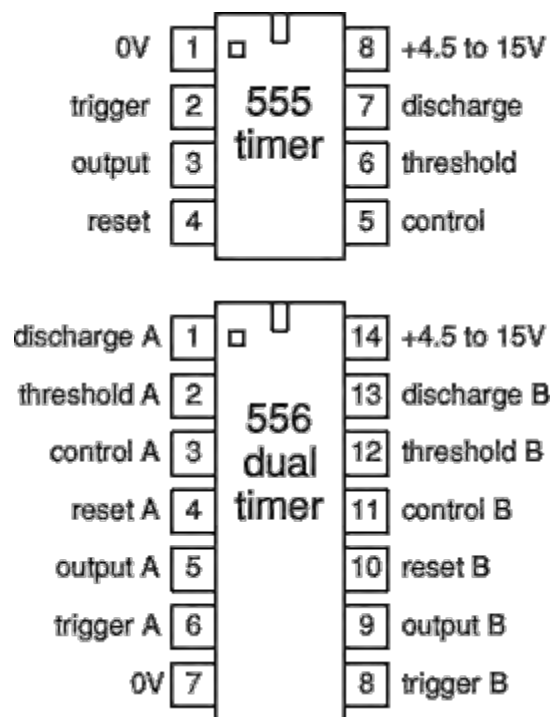 0V 1 8 +4.5 to 15V
trigger 2 555 7 discharge
timer
output 3 6 threshold
reset 4 5 control
discharge A 1 14 +4.5 to 15V
threshold A 2 13 discharge B
556
control A 3 dual 12 threshold B
reset A 4 timer 11 control B
output A 5 10 reset B
trigger A 6 9 output B
0V 7 8 trigger B